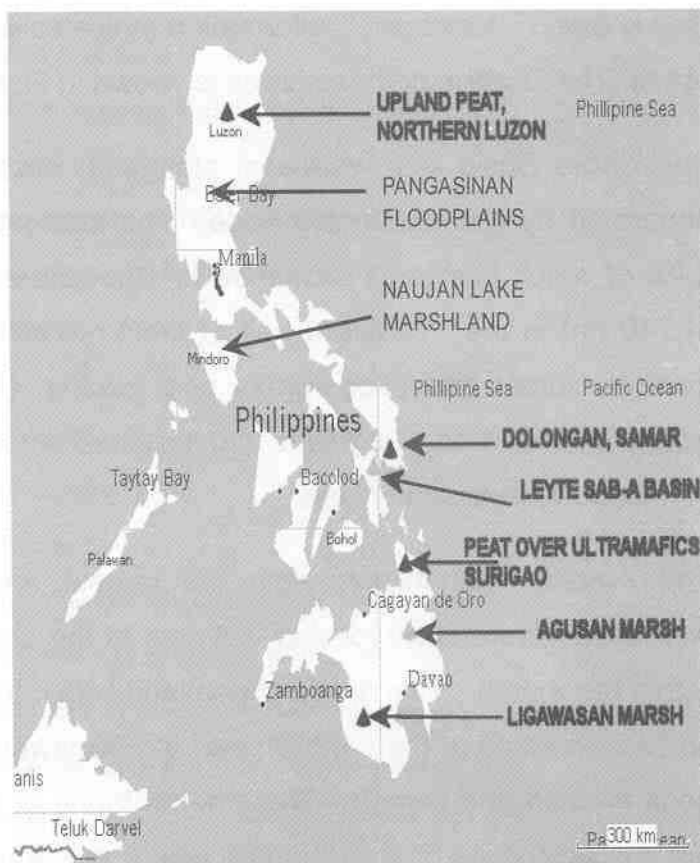 UPLAND PEAT,
NORTHERN LUZON
Phillipine Sea
Luzon
PANGASINAN
FLOODPLAINS
Bay
Manila
NAUJAN LAKE
MARSHLAND
Mindoro
Phillipine Sea
Pacific Ocean
Philippines
DOLONGAN, SAMAR
Taytay Bay
Bacolod
LEYTE SAB-A BASIN
Bohol
PEAT OVER ULTRAMAFICS
SURIGAO
Palawan
Cagayan de Oro
AGUSAN MARSH
Zamboanga
Davao
LIGAWASAN MARSH
anis
Teluk Darvel
300 km